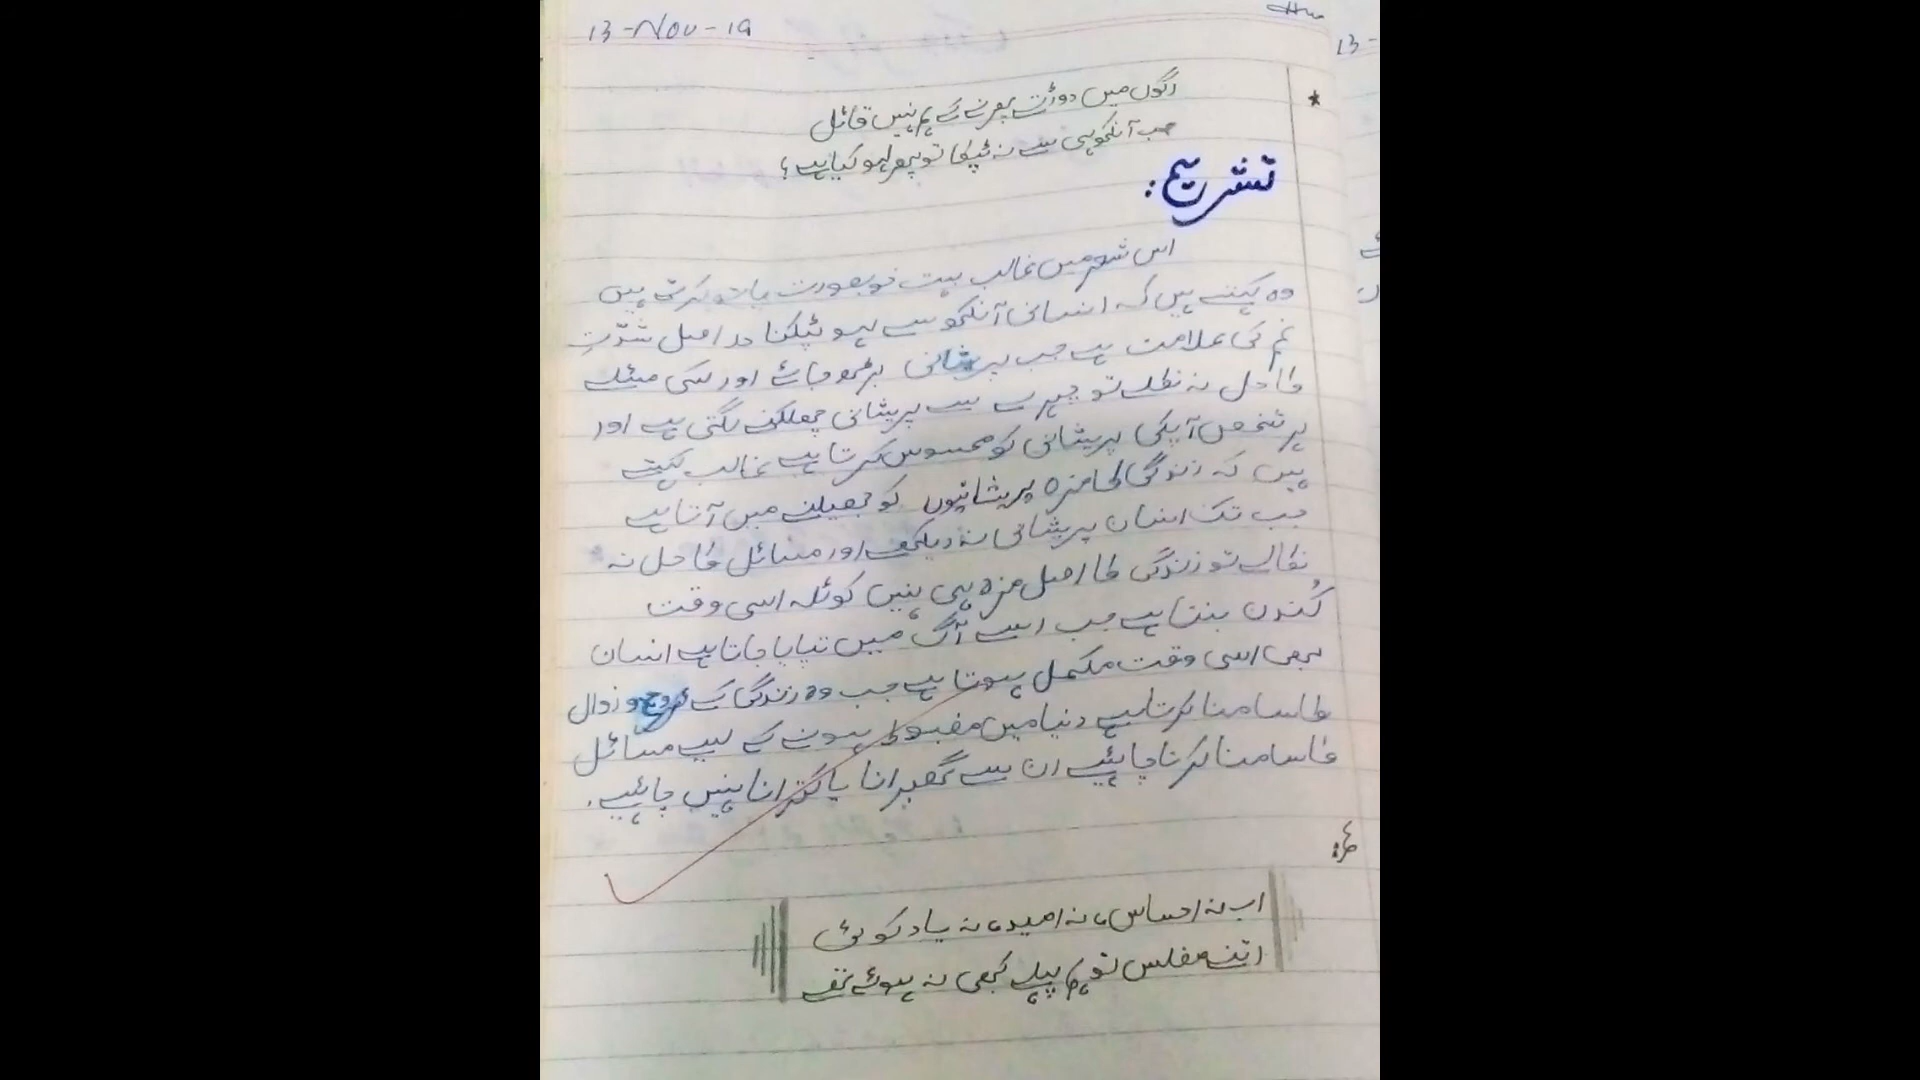 13-Nov-19
رگوں میں دوڑتے پھرنے کے ہم نہیں قائل
جب آنکھ ہی سے نہ ٹپکا تو پھر لہو کیا ہے؟
تشریح:
اس شعر میں غالب بہت خوبصورت بات کرتے ہیں
وہ کہتے ہیں کہ انسانی آنکھ سے لہو ٹپکنا دراصل شدّتِ
غم کی علامت ہے جب پریشانی بڑھ جائے اور کسی مسئلے
کا حل نہ نکلے تو چہرے سے پریشانی جھلکنے لگتی ہے اور
ہر شخص آپکی پریشانی کو محسوس کرتا ہے غالب کہتے
ہیں کہ زندگی کا مزہ پریشانیوں کو جھیلنے میں آتا ہے
جب تک انسان پریشانی نہ دیکھے اور مسائل کا حل نہ
نکالے تو زندگی کا اصل مزہ ہی نہیں کوئلہ اسی وقت
کُندن بنتا ہے جب اسے آگ میں تپایا جاتا ہے انسان
بھی اسی وقت مکمل ہوتا ہے جب وہ زندگی کے عروج و زوال
کا سامنا کرتا ہے دنیا میں مضبوط ہونے کے لیے مسائل
کا سامنا کرنا چاہئیے ان سے گھبرانا یا کترانا نہیں چاہئیے.
اب نہ احساس، نہ امید، نہ یاد کوئی
اتنے مفلس تو ہم پہلے کبھی نہ ہوئے تھے